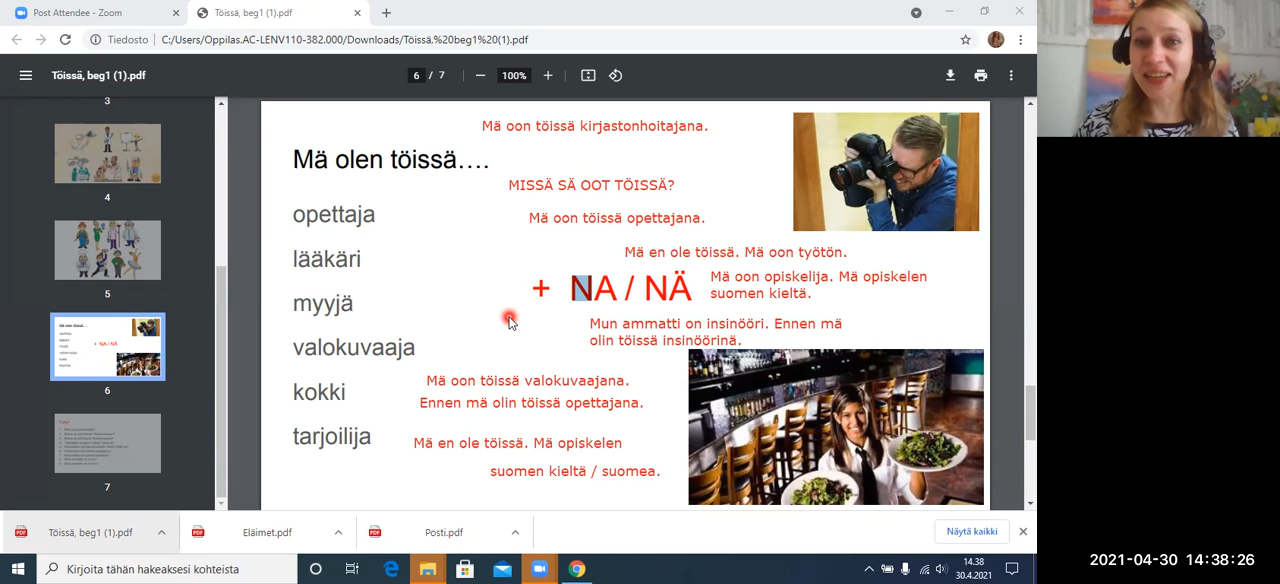 Post Attendee - Zoom
Töissä, beg1 (1).pdf
Tiedosto
C:/Users/Oppilas.AC-LENV110-382.000/Downloads/Töissä,%20beg1%20(1).pdf
Töissä, beg1 (1).pdf
6 / 7
100%
3
4
5
6
7
Mä oon töissä kirjastonhoitajana.
Mä olen töissä....
MISSÄ SÄ OOT TÖISSÄ?
opettaja
Mä oon töissä opettajana.
Mä en ole töissä. Mä oon työtön.
lääkäri
+ NA / NÄ
Mä oon opiskelija. Mä opiskelen
suomen kieltä.
myyjä
Mun ammatti on insinööri. Ennen mä
olin töissä insinöörinä.
valokuvaaja
Mä oon töissä valokuvaajana.
kokki
Ennen mä olin töissä opettajana.
tarjoilija
Mä en ole töissä. Mä opiskelen
suomen kieltä / suomea.
Töissä, beg1 (1).pdf
Eläimet.pdf
Posti.pdf
Näytä kaikki
Kirjoita tähän hakeaksesi kohteista
14.38
30.4.2021
2021-04-30 14:38:26